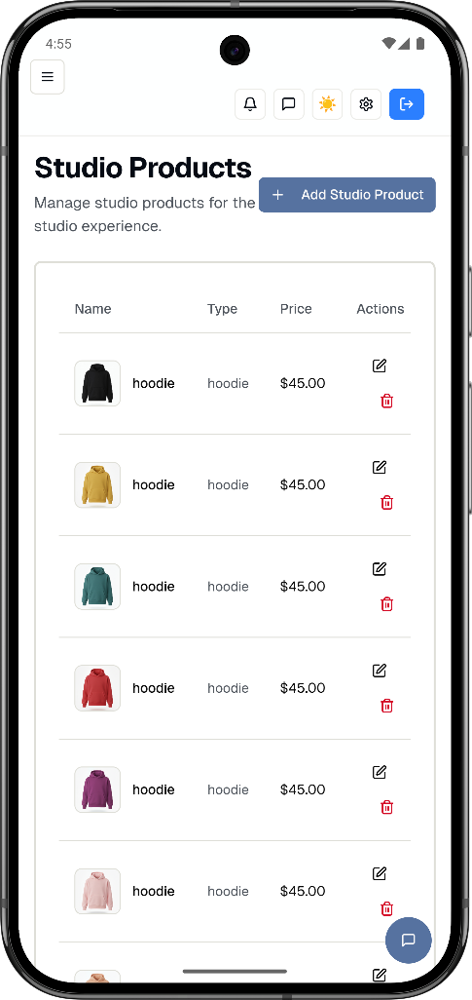 4:55
Studio Products
Manage studio products for the
studio experience.
Add Studio Product
Name Type Price Actions
hoodie hoodie $45.00
hoodie hoodie $45.00
hoodie hoodie $45.00
hoodie hoodie $45.00
hoodie hoodie $45.00
hoodie hoodie $45.00